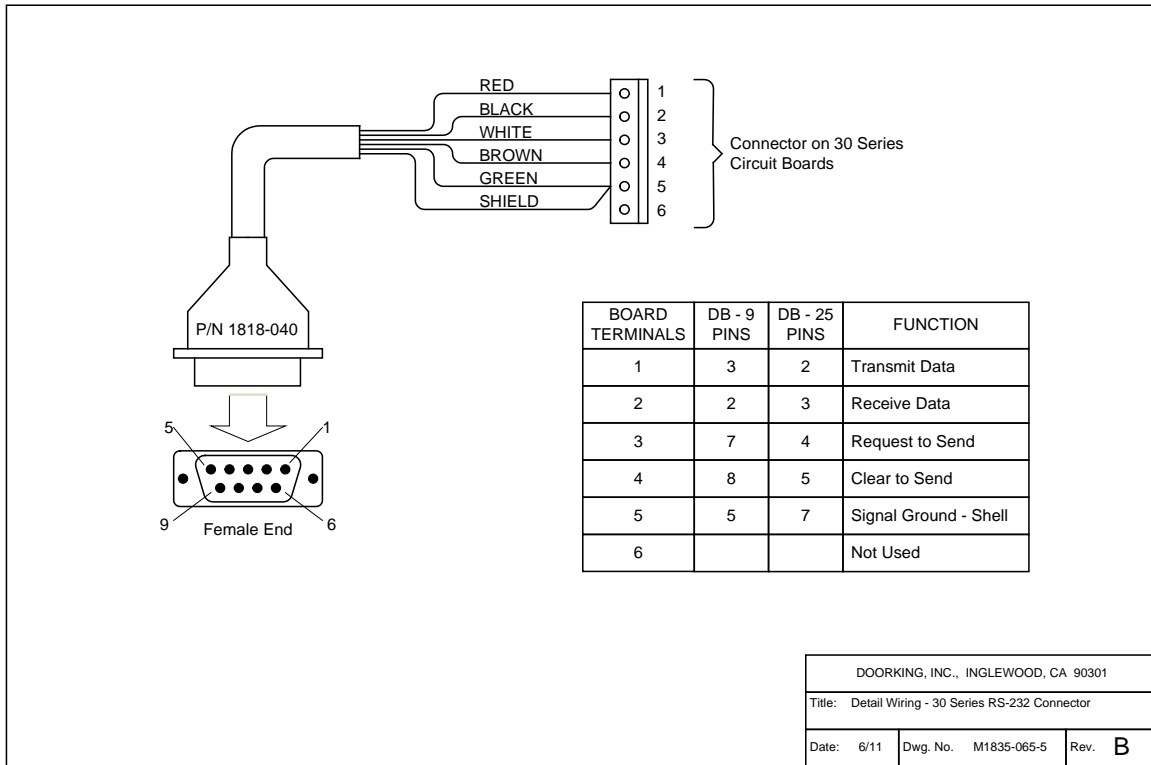 RED
BLACK
WHITE
BROWN
GREEN
SHIELD
1
2
3
4
5
6
Connector on 30 Series
Circuit Boards
P/N 1818-040
5
1
9
6
Female End
BOARD TERMINALS DB - 9 PINS DB - 25 PINS FUNCTION
1 3 2 Transmit Data
2 2 3 Receive Data
3 7 4 Request to Send
4 8 5 Clear to Send
5 5 7 Signal Ground - Shell
6 Not Used
DOORKING, INC., INGLEWOOD, CA 90301
Title: Detail Wiring - 30 Series RS-232 Connector
Date: 6/11 Dwg. No. M1835-065-5 Rev. B